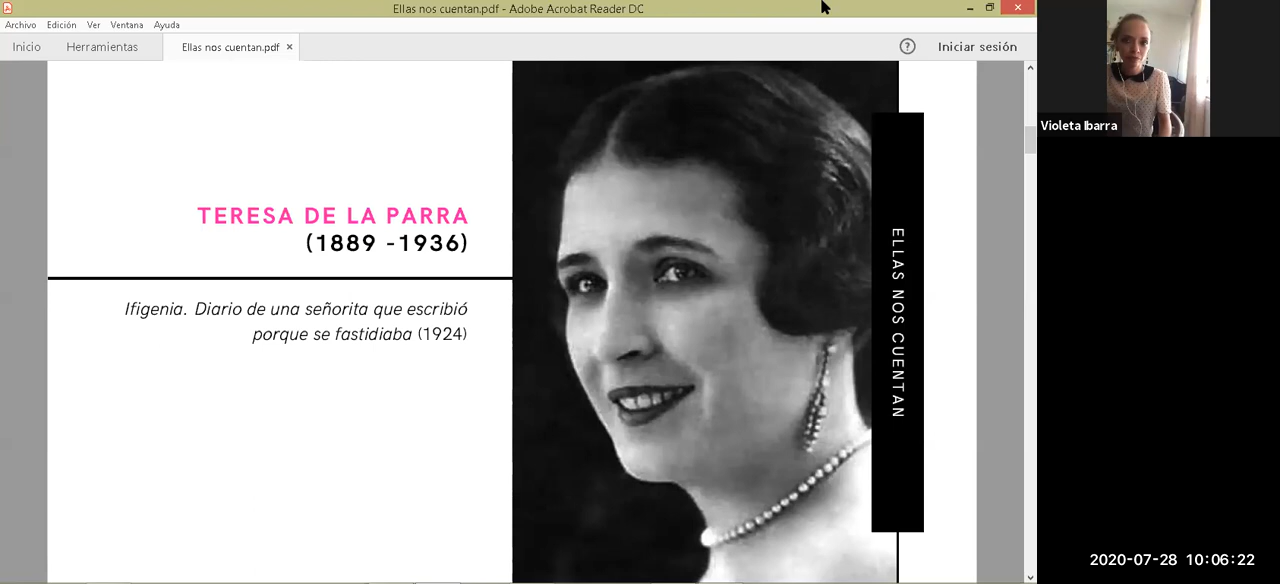 Ellas nos cuentan.pdf - Adobe Acrobat Reader DC
Archivo Edición Ver Ventana Ayuda
Inicio Herramientas Ellas nos cuentan.pdf × ? Iniciar sesión
TERESA DE LA PARRA
(1889 -1936)
Ifigenia. Diario de una señorita que escribió
porque se fastidiaba (1924)
ELLAS NOS CUENTAN
Violeta Ibarra
2020-07-28 10:06:22